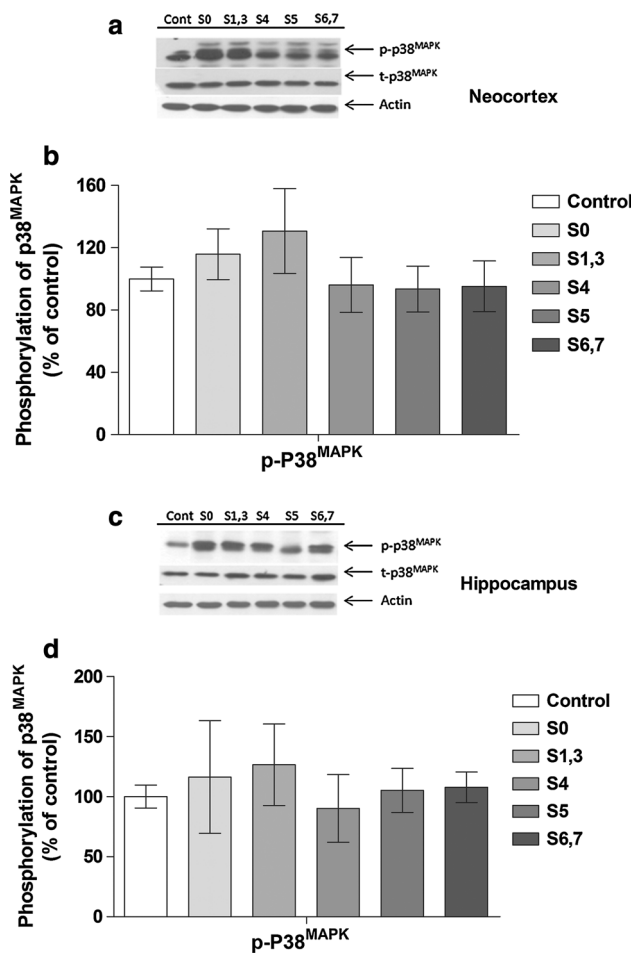 a
Cont S0 S1,3 S4 S5 S6,7
p-p38MAPK
t-p38MAPK
Actin
Neocortex
b
Phosphorylation of p38MAPK
(% of control)
160
120
80
40
0
p-P38MAPK
Control
S0
S1,3
S4
S5
S6,7
c
Cont S0 S1,3 S4 S5 S6,7
p-p38MAPK
t-p38MAPK
Actin
Hippocampus
d
Phosphorylation of p38MAPK
(% of control)
200
150
100
50
0
p-P38MAPK
Control
S0
S1,3
S4
S5
S6,7